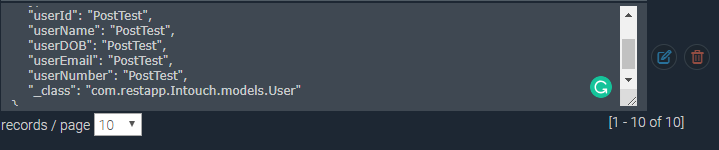 "userId": "PostTest",
"userName": "PostTest",
"userDOB": "PostTest",
"userEmail": "PostTest",
"userNumber": "PostTest",
"_class": "com.restapp.Intouch.models.User"
}
records / page 10
[1 - 10 of 10]